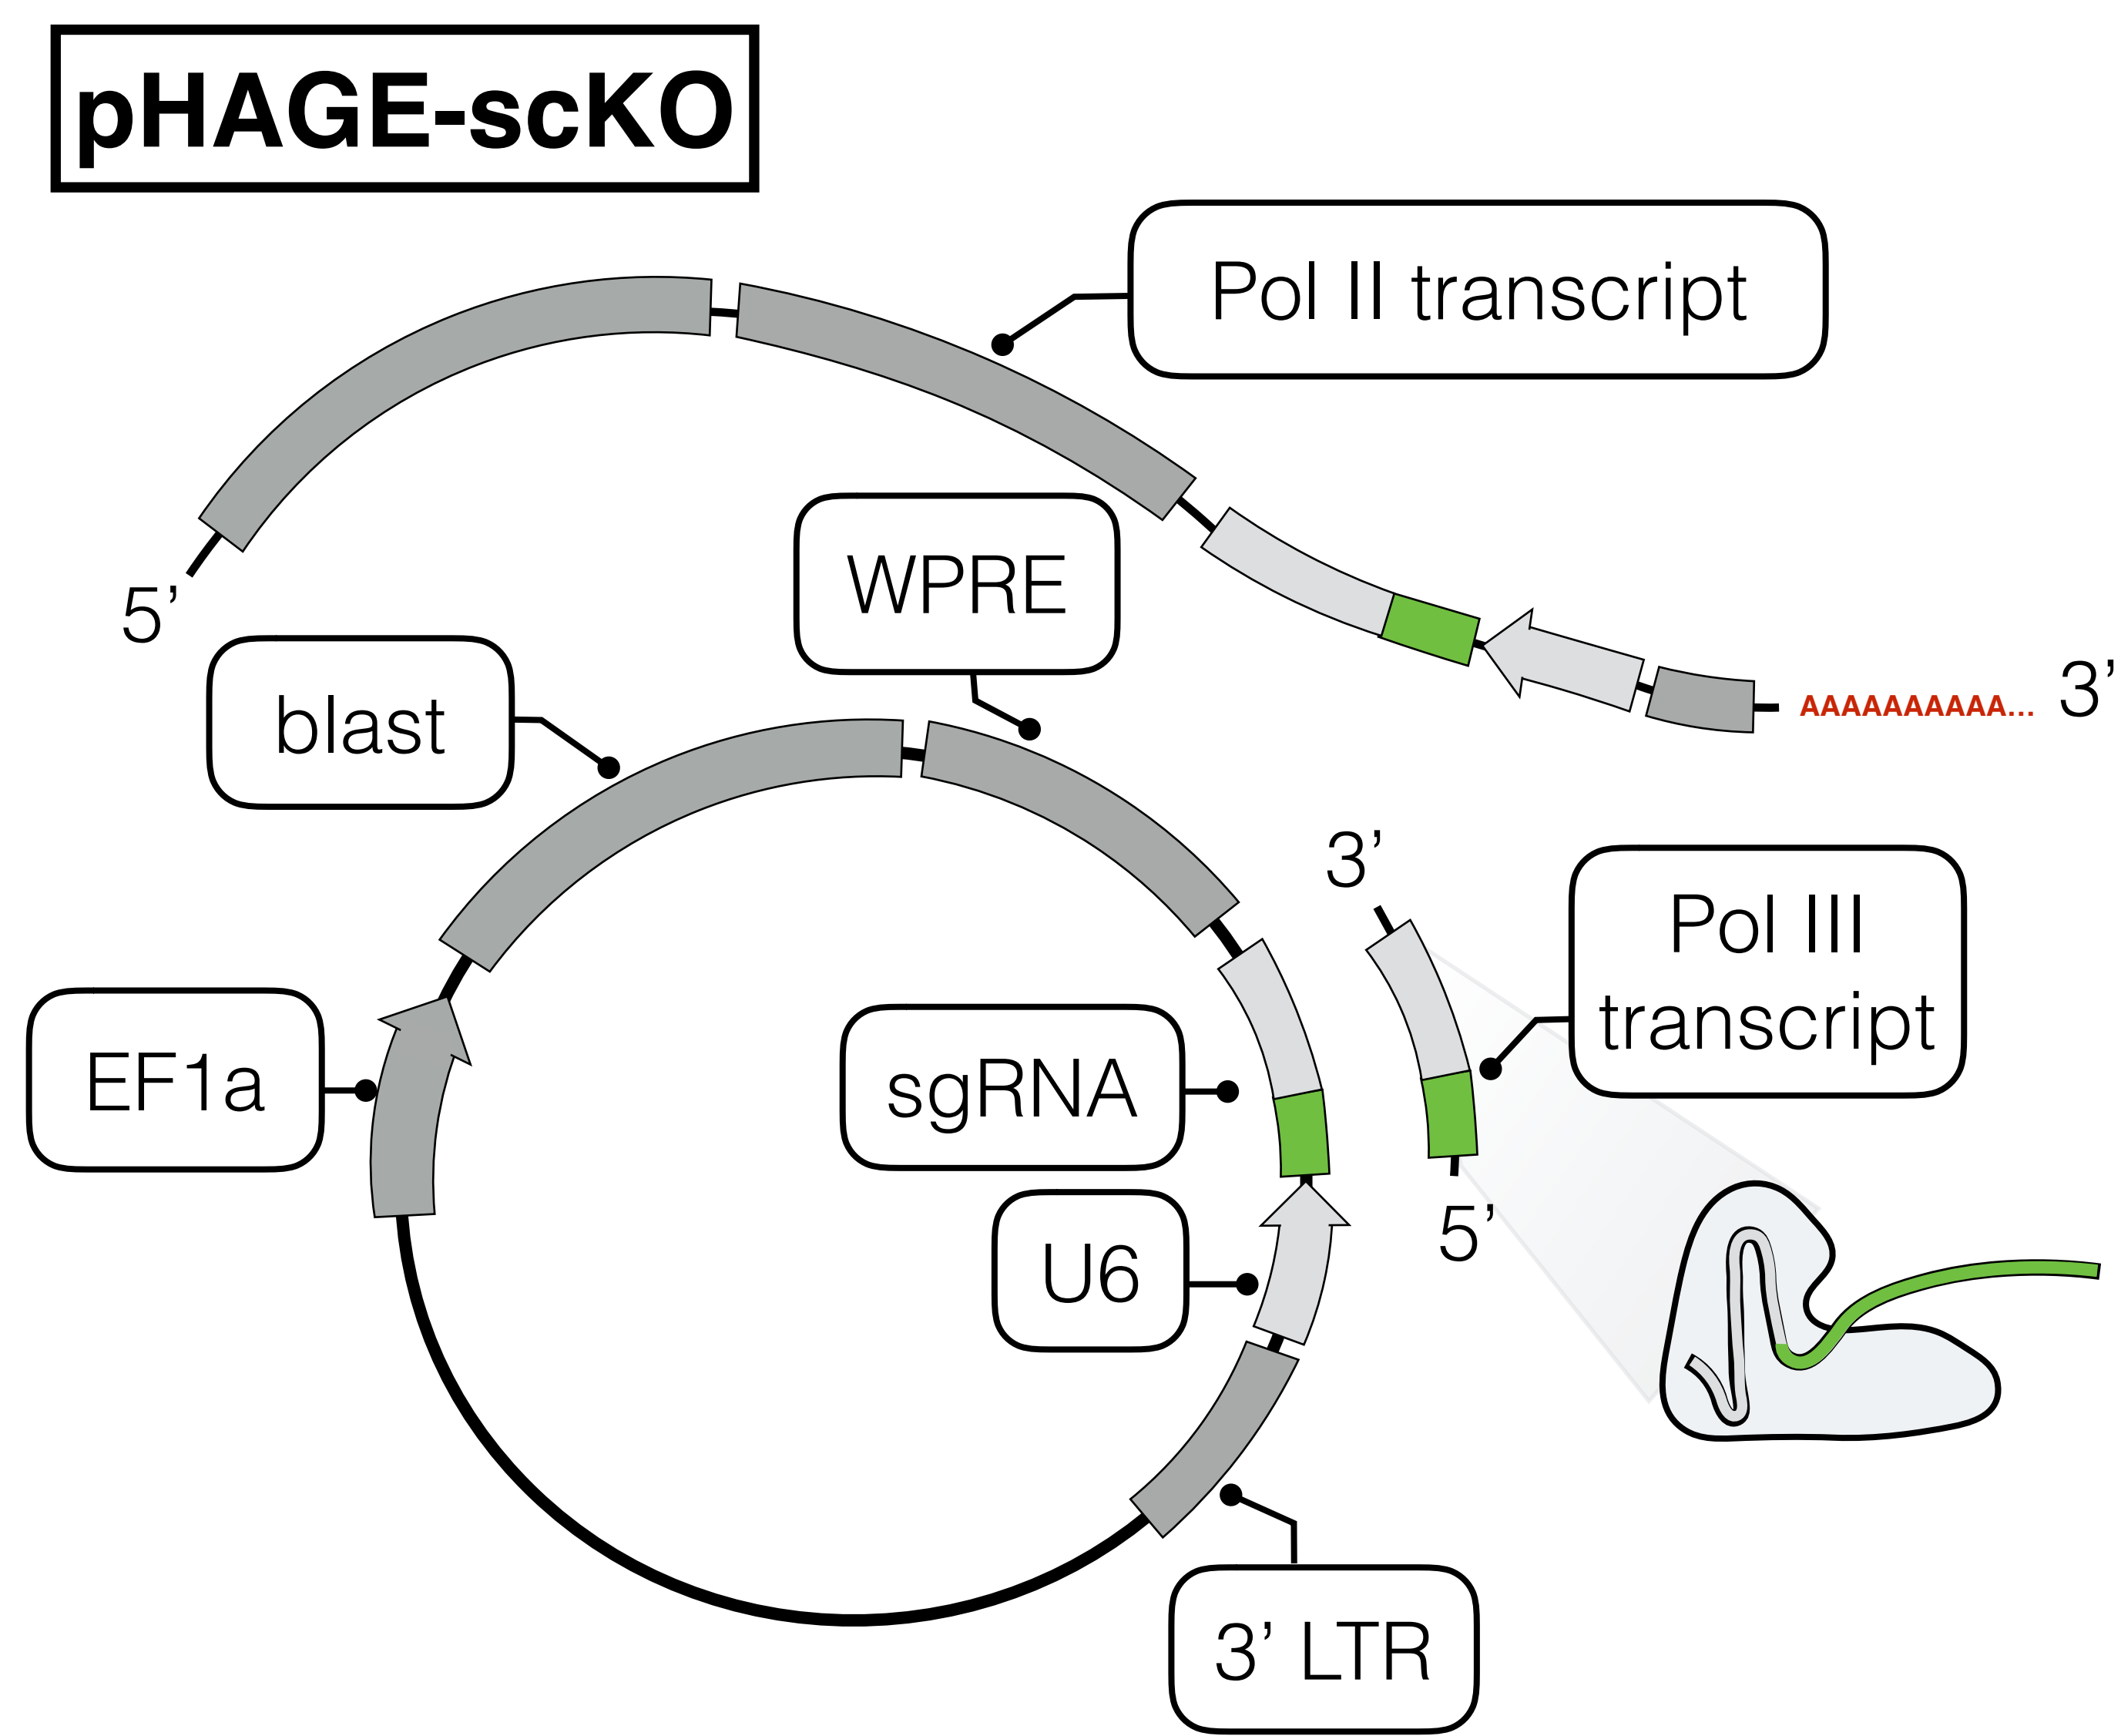 pHAGE-scKO
Pol II transcript
WPRE
5’
blast
AAAAAAAAAA...
3’
3’
Pol III
transcript
EF1a
sgRNA
5’
U6
3’ LTR